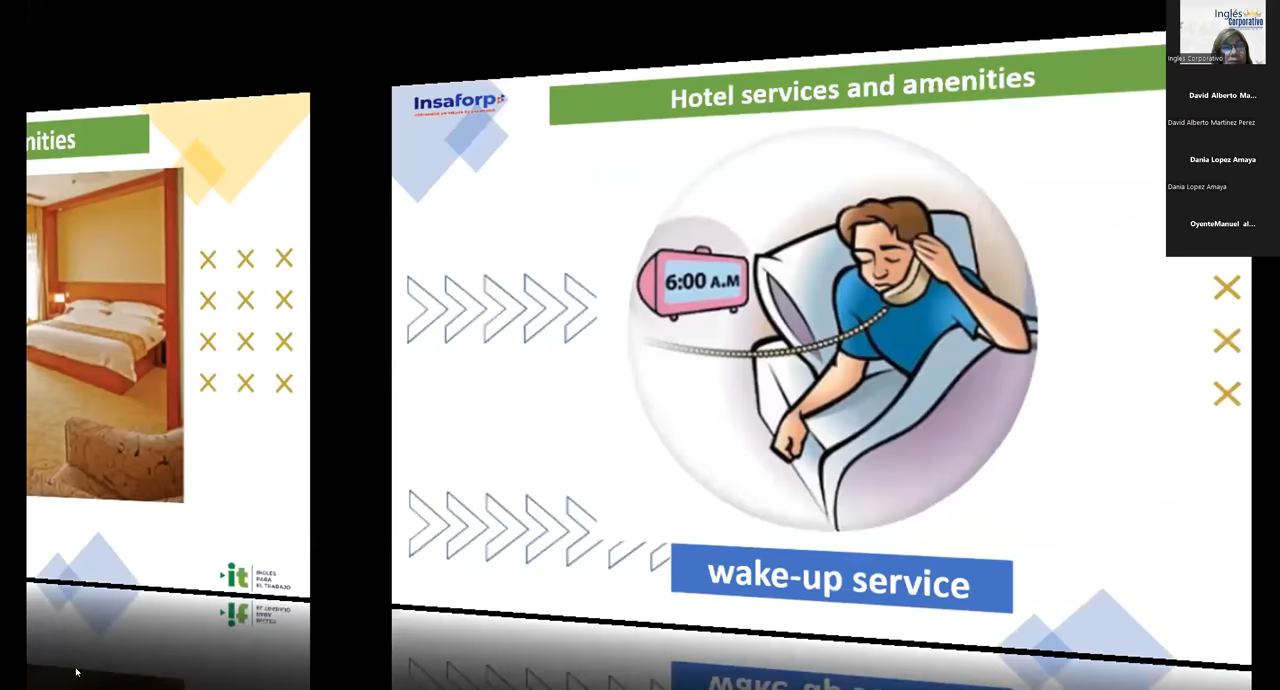 nities
INGLÉS
PARA
EL TRABAJO
it
Insaforp
Hotel services and amenities
6:00 A.M
wake-up service
Inglés
Corporativo
Ingles Corporativo
David Alberto Ma...
David Alberto Martinez Perez
Dania Lopez Amaya
Dania Lopez Amaya
OyenteManuel al...